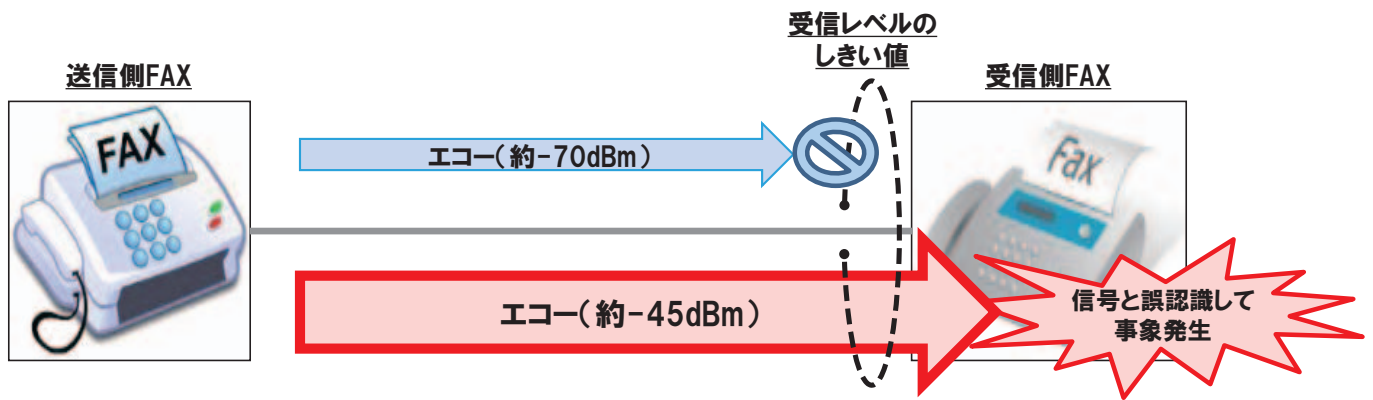 受信レベルの
しきい値
送信側FAX
受信側FAX
FAX
Fax
エコー(約-70dBm)
エコー(約-45dBm)
信号と誤認識して
事象発生